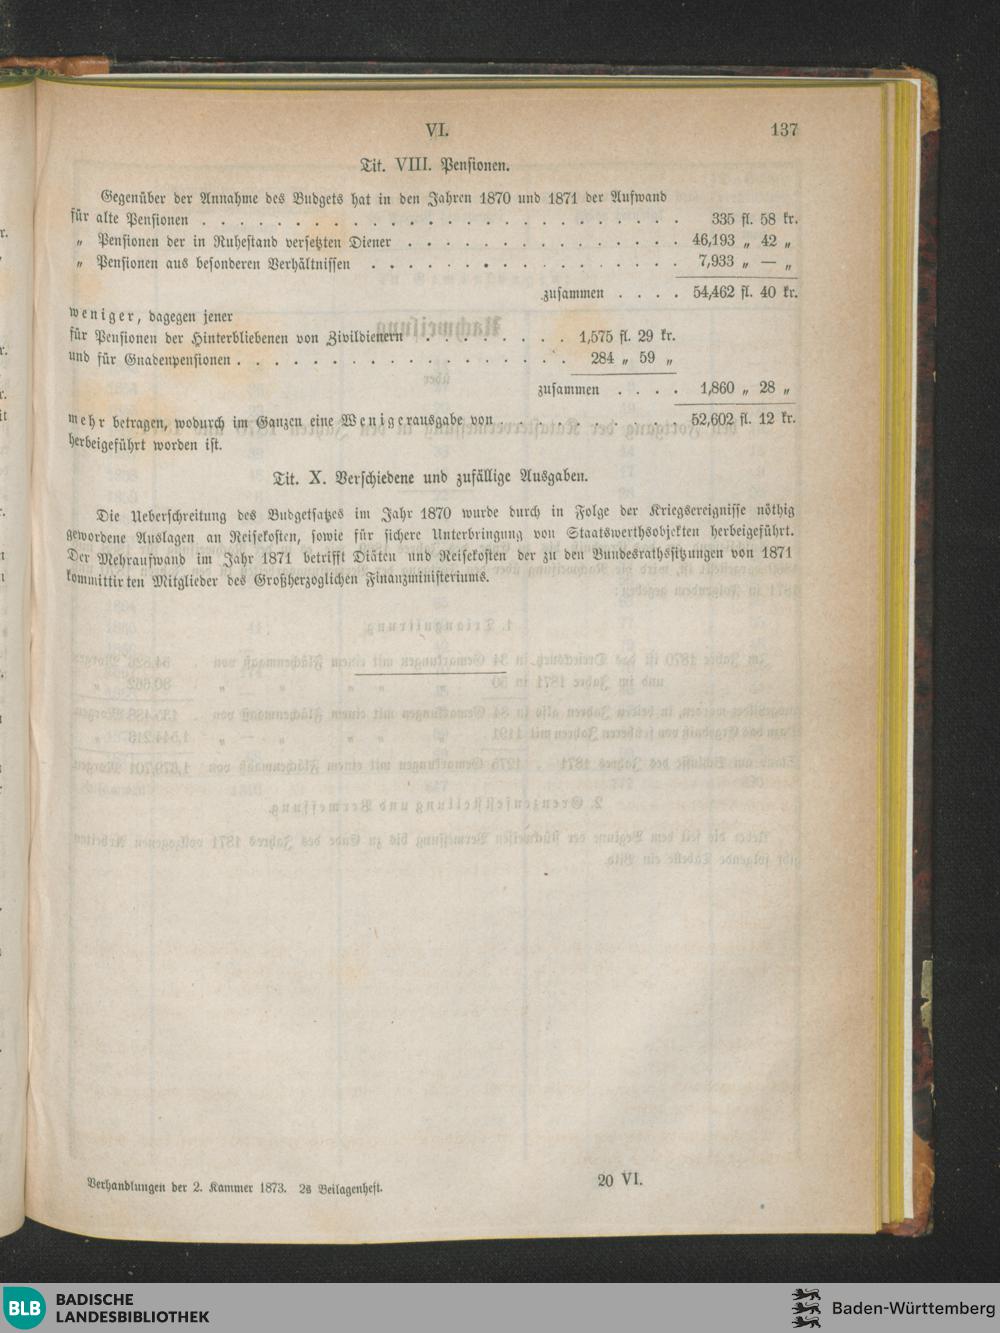 VI.
137
Tit. VIII. Pensionen.
Gegenüber der Annahme des Budgets hat in den Jahren 1870 und 1871 der Aufwand
für alte Pensionen . . . . . . . . . . . . . . . . . . . . . . 335 fl. 58 kr.
„ Pensionen der in Ruhestand versetzten Diener . . . . . . . . . . . . . 46,193 „ 42 „
„ Pensionen aus besonderen Verhältnissen . . . . . . . . . . . . . . 7,933 „ — „
zusammen . . . . 54,462 fl. 40 kr.
weniger, dagegen jener
für Pensionen der Hinterbliebenen von Zivildienern . . . . . . . 1,575 fl. 29 kr.
und für Gnadenpensionen . . . . . . . . . . . . . . . 284 „ 59 „
zusammen . . . . 1,860 „ 28 „
mehr betragen, wodurch im Ganzen eine Wenigerausgabe von . . . . . . . . . 52,602 fl. 12 kr.
herbeigeführt worden ist.
Tit. X. Verschiedene und zufällige Ausgaben.
Die Ueberschreitung des Budgetsatzes im Jahr 1870 wurde durch in Folge der Kriegsereignisse nöthig
gewordene Auslagen an Reisekosten, sowie für sichere Unterbringung von Staatswerthsobjekten herbeigeführt.
Der Mehraufwand im Jahr 1871 betrifft Diäten und Reisekosten der zu den Bundesrathssitzungen von 1871
kommittirten Mitglieder des Großherzoglichen Finanzministeriums.
Verhandlungen der 2. Kammer 1873. 2s Beilagenheft.
20 VI.
BLB
BADISCHE
LANDESBIBLIOTHEK
Baden-Württemberg